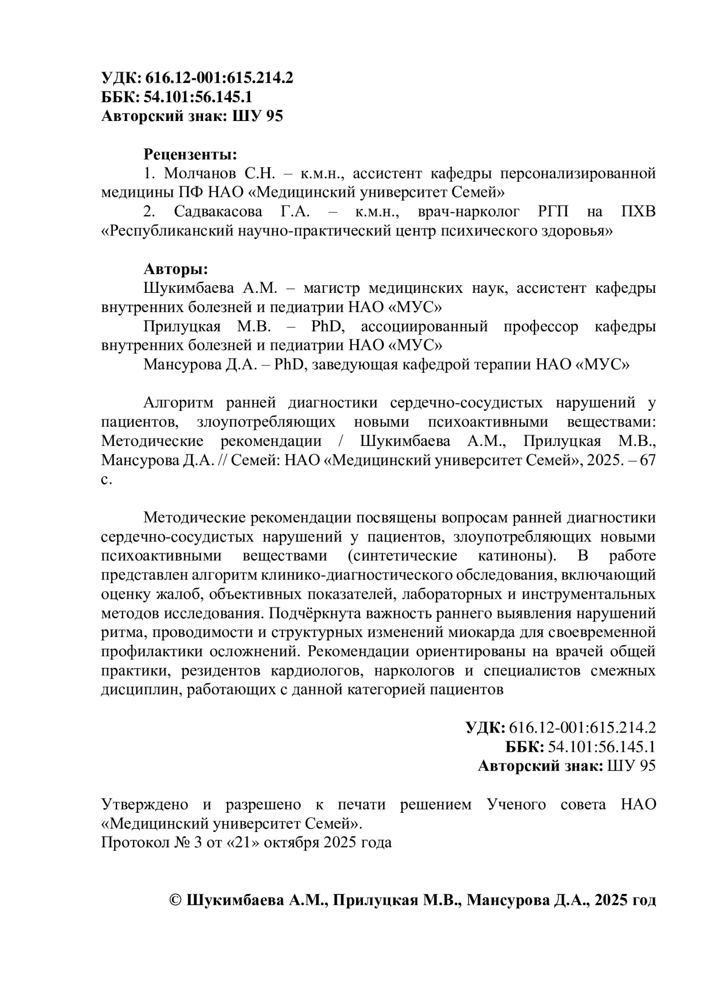 УДК: 616.12-001:615.214.2
ББК: 54.101:56.145.1
Авторский знак: ШУ 95
Рецензенты:
1. Молчанов С.Н. – к.м.н., ассистент кафедры персонализированной
медицины ПФ НАО «Медицинский университет Семей»
2. Садвакасова Г.А. – к.м.н., врач-нарколог РГП на ПХВ
«Республиканский научно-практический центр психического здоровья»
Авторы:
Шукимбаева А.М. – магистр медицинских наук, ассистент кафедры
внутренних болезней и педиатрии НАО «МУС»
Прилуцкая М.В. – PhD, ассоциированный профессор кафедры
внутренних болезней и педиатрии НАО «МУС»
Мансурова Д.А. – PhD, заведующая кафедрой терапии НАО «МУС»
Алгоритм ранней диагностики сердечно-сосудистых нарушений у
пациентов, злоупотребляющих новыми психоактивными веществами:
Методические рекомендации / Шукимбаева А.М., Прилуцкая М.В.,
Мансурова Д.А. // Семей: НАО «Медицинский университет Семей», 2025. – 67
с.
Методические рекомендации посвящены вопросам ранней диагностики
сердечно-сосудистых нарушений у пациентов, злоупотребляющих новыми
психоактивными веществами (синтетические катиноны). В работе
представлен алгоритм клинико-диагностического обследования, включающий
оценку жалоб, объективных показателей, лабораторных и инструментальных
методов исследования. Подчёркнута важность раннего выявления нарушений
ритма, проводимости и структурных изменений миокарда для своевременной
профилактики осложнений. Рекомендации ориентированы на врачей общей
практики, резидентов кардиологов, наркологов и специалистов смежных
дисциплин, работающих с данной категорией пациентов
УДК: 616.12-001:615.214.2
ББК: 54.101:56.145.1
Авторский знак: ШУ 95
Утверждено и разрешено к печати решением Ученого совета НАО
«Медицинский университет Семей».
Протокол № 3 от «21» октября 2025 года
© Шукимбаева А.М., Прилуцкая М.В., Мансурова Д.А., 2025 год